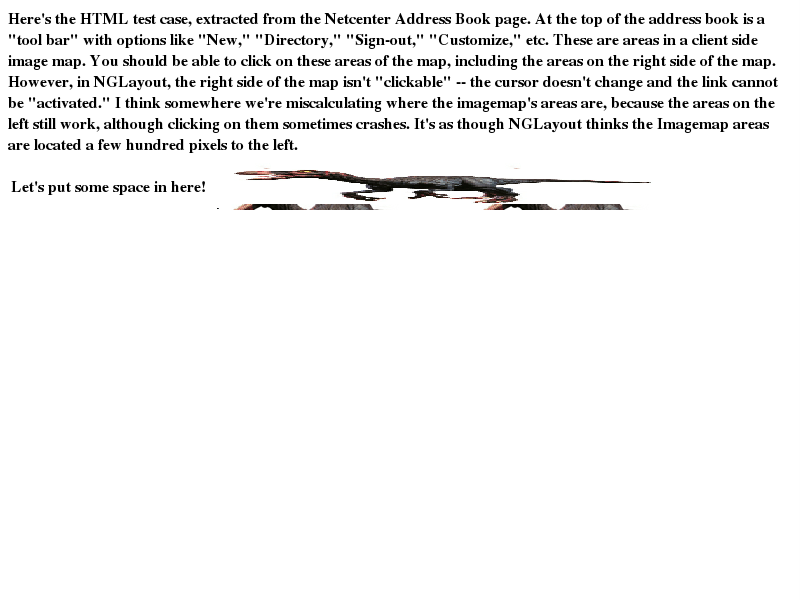 Here's the HTML test case, extracted from the Netcenter Address Book page. At the top of the address book is a
"tool bar" with options like "New," "Directory," "Sign-out," "Customize," etc. These are areas in a client side
image map. You should be able to click on these areas of the map, including the areas on the right side of the map.
However, in NGLayout, the right side of the map isn't "clickable" -- the cursor doesn't change and the link cannot
be "activated." I think somewhere we're miscalculating where the imagemap's areas are, because the areas on the
left still work, although clicking on them sometimes crashes. It's as though NGLayout thinks the Imagemap areas
are located a few hundred pixels to the left.
Let's put some space in here!